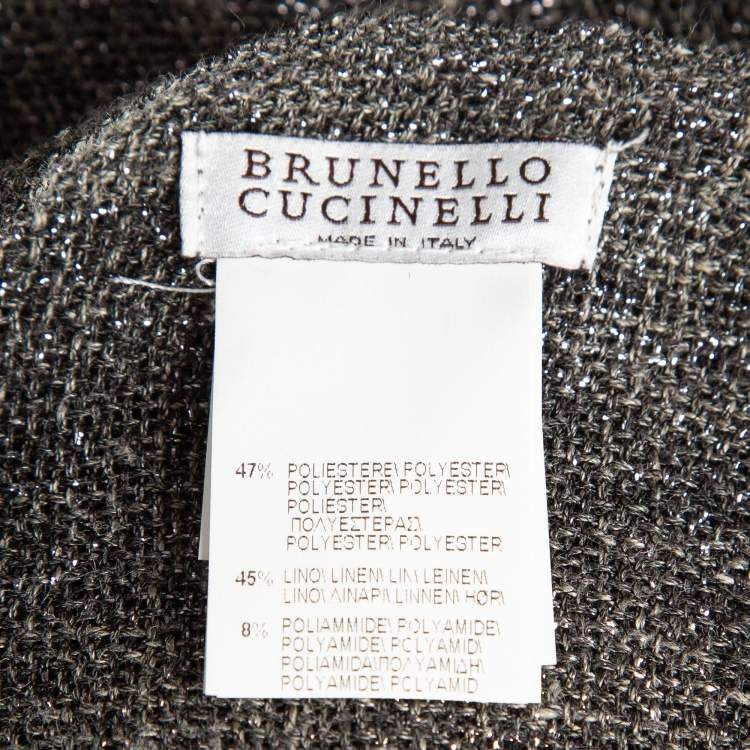 BRUNELLO
CUCINELLI
MADE IN ITALY
47% POLIESTERE\ POLYESTER\
POLYESTER\ POLYESTER\
POLIESTER\
ΠΟΛΥΕΣΤΕΡΑΣ\
POLYESTER\ POLYESTER
45% LINO\ LINEN\ LIN\ LEINEN\
LINO\ ΛΙΝΑΡΙ\ LINNEN\ HØR\
8% POLIAMMIDE\ POLYAMIDE\
POLYAMIDE\ POLYAMID\
POLIAMIDA\ΠΟΛΥΑΜΙΔΗ\
POLYAMIDE\ POLYAMID